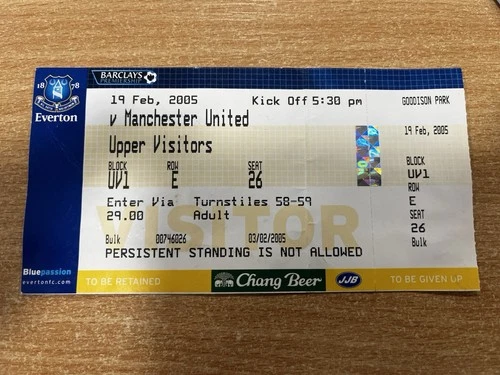 BARCLAYS
PREMIERSHIP
18 78
Everton
19 Feb, 2005 Kick Off 5:30 pm
v Manchester United
Upper Visitors
BLOCK ROW SEAT
UV1 E 26
Enter Via Turnstiles 58-59
29.00 Adult
VISITOR
Bulk 00746026 03/02/2005
PERSISTENT STANDING IS NOT ALLOWED
Bluepassion
evertonfc.com
TO BE RETAINED
Chang Beer
JJB
GOODISON PARK
19 Feb, 2005
BLOCK
UV1
ROW
E
SEAT
26
Bulk
TO BE GIVEN UP